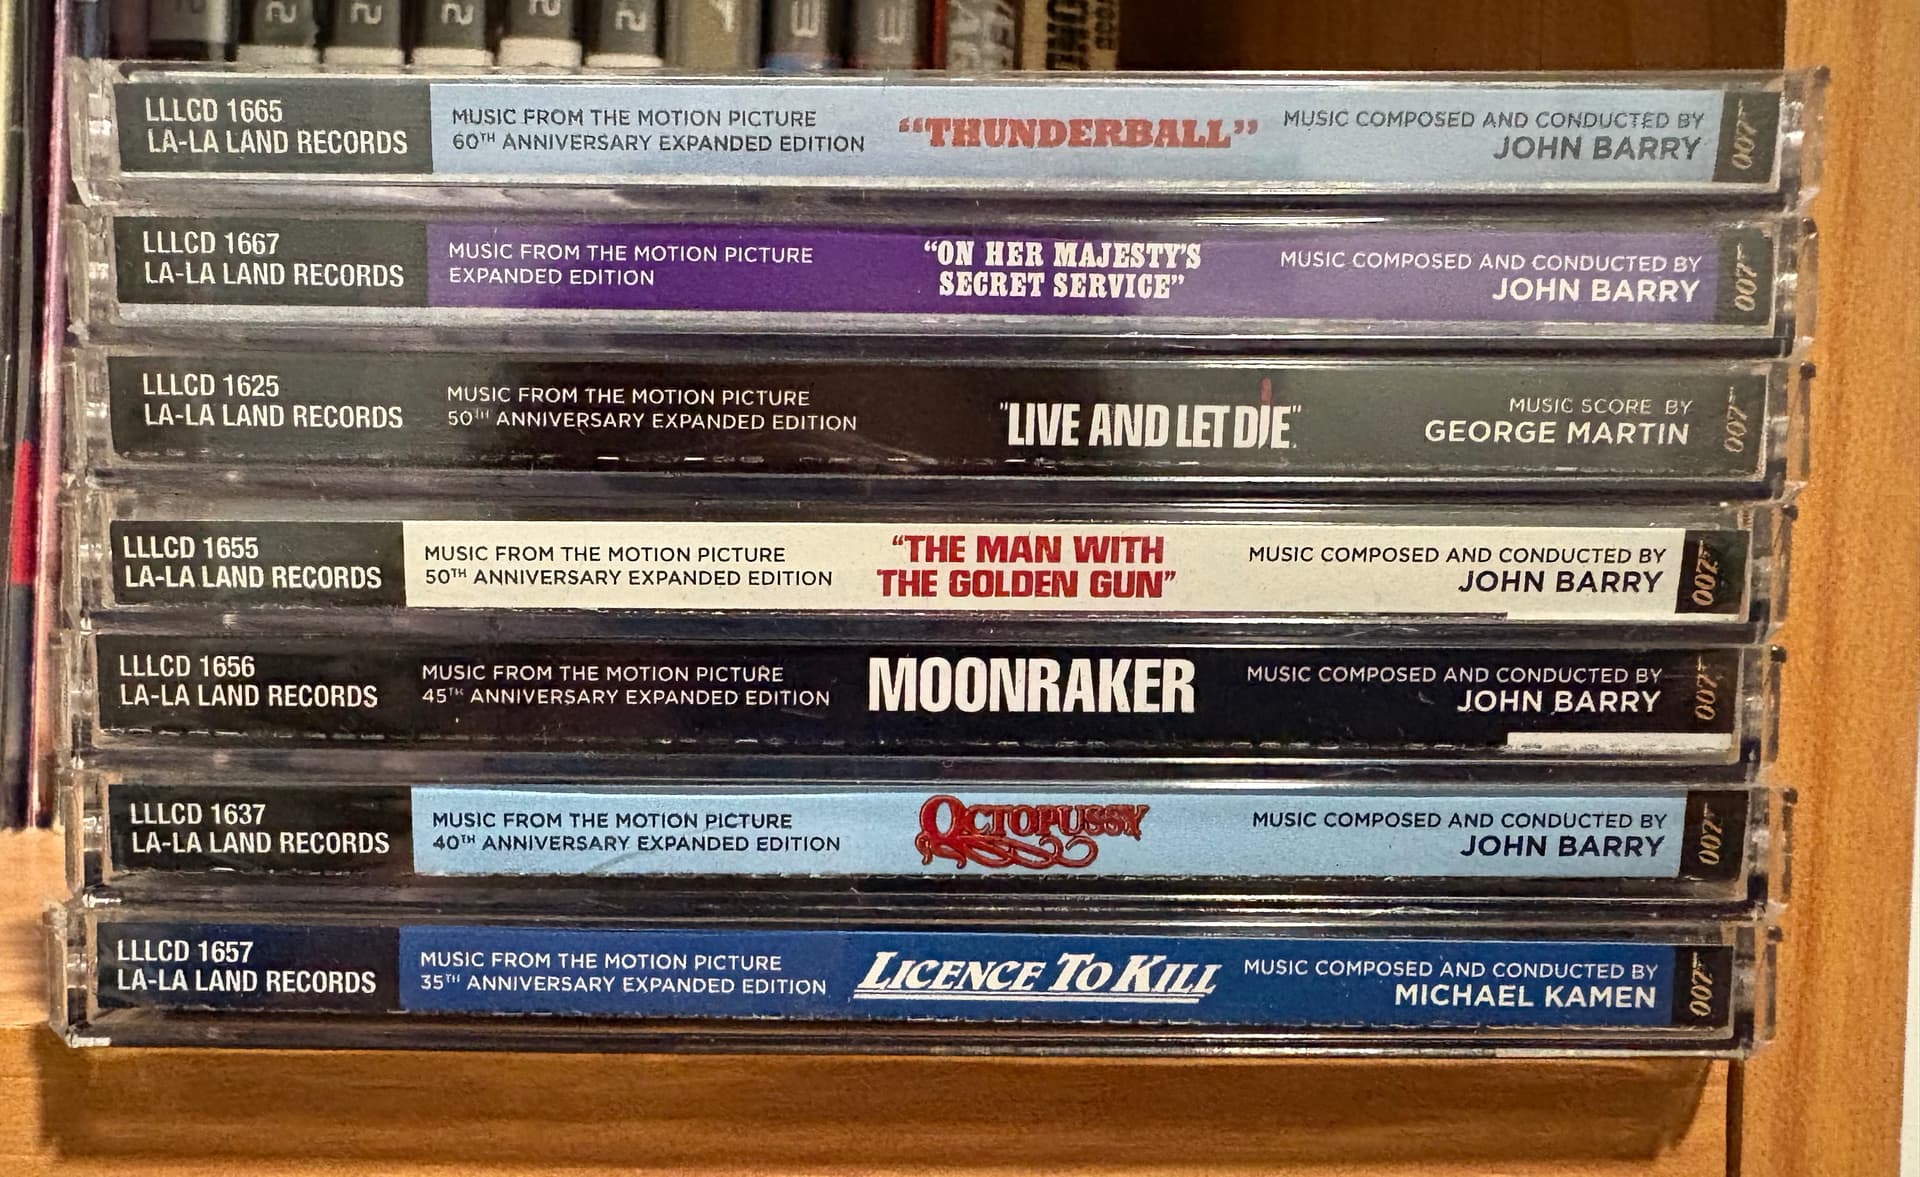 LLLCD 1665
LA-LA LAND RECORDS
MUSIC FROM THE MOTION PICTURE
60TH ANNIVERSARY EXPANDED EDITION
“THUNDERBALL”
MUSIC COMPOSED AND CONDUCTED BY
JOHN BARRY
007
LLLCD 1667
LA-LA LAND RECORDS
MUSIC FROM THE MOTION PICTURE
EXPANDED EDITION
“ON HER MAJESTY’S
SECRET SERVICE”
MUSIC COMPOSED AND CONDUCTED BY
JOHN BARRY
007
LLLCD 1625
LA-LA LAND RECORDS
MUSIC FROM THE MOTION PICTURE
50TH ANNIVERSARY EXPANDED EDITION
"LIVE AND LET DIE"
MUSIC SCORE BY
GEORGE MARTIN
007
LLLCD 1655
LA-LA LAND RECORDS
MUSIC FROM THE MOTION PICTURE
50TH ANNIVERSARY EXPANDED EDITION
“THE MAN WITH
THE GOLDEN GUN”
MUSIC COMPOSED AND CONDUCTED BY
JOHN BARRY
007
LLLCD 1656
LA-LA LAND RECORDS
MUSIC FROM THE MOTION PICTURE
45TH ANNIVERSARY EXPANDED EDITION
MOONRAKER
MUSIC COMPOSED AND CONDUCTED BY
JOHN BARRY
007
LLLCD 1637
LA-LA LAND RECORDS
MUSIC FROM THE MOTION PICTURE
40TH ANNIVERSARY EXPANDED EDITION
OCTOPUSSY
MUSIC COMPOSED AND CONDUCTED BY
JOHN BARRY
007
LLLCD 1657
LA-LA LAND RECORDS
MUSIC FROM THE MOTION PICTURE
35TH ANNIVERSARY EXPANDED EDITION
LICENCE TO KILL
MUSIC COMPOSED AND CONDUCTED BY
MICHAEL KAMEN
007